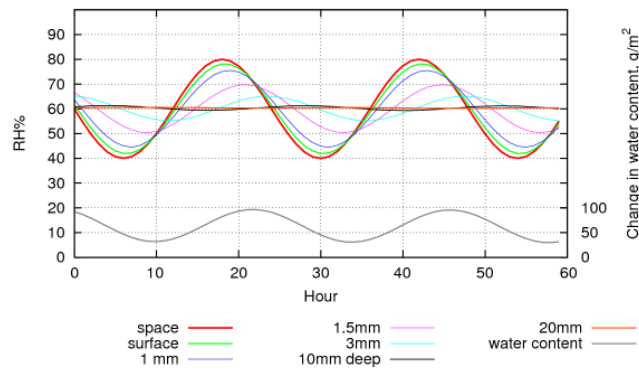 90
80
70
60
50
40
30
20
10
0
RH%
100
50
0
Change in water content, g/m²
0 10 20 30 40 50 60
Hour
space 1.5mm 20mm
surface 3mm water content
1 mm 10mm deep